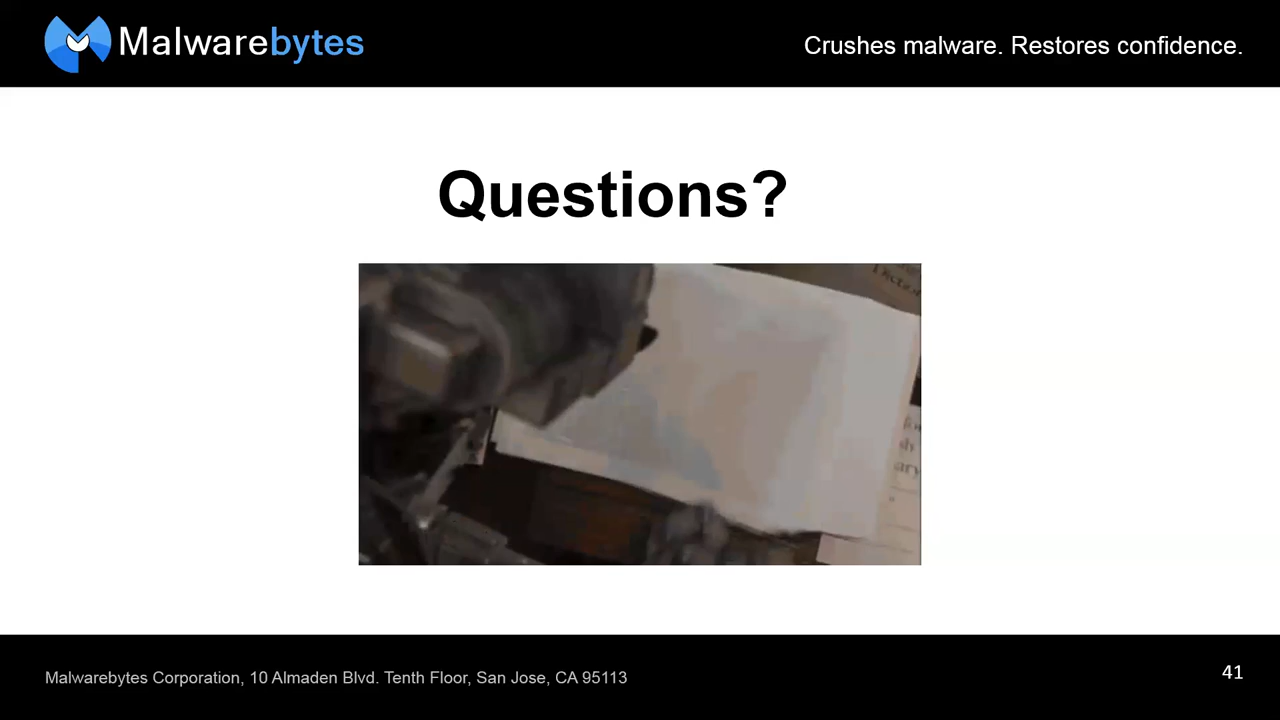 Malwarebytes
Crushes malware. Restores confidence.
Questions?
Malwarebytes Corporation, 10 Almaden Blvd. Tenth Floor, San Jose, CA 95113
41